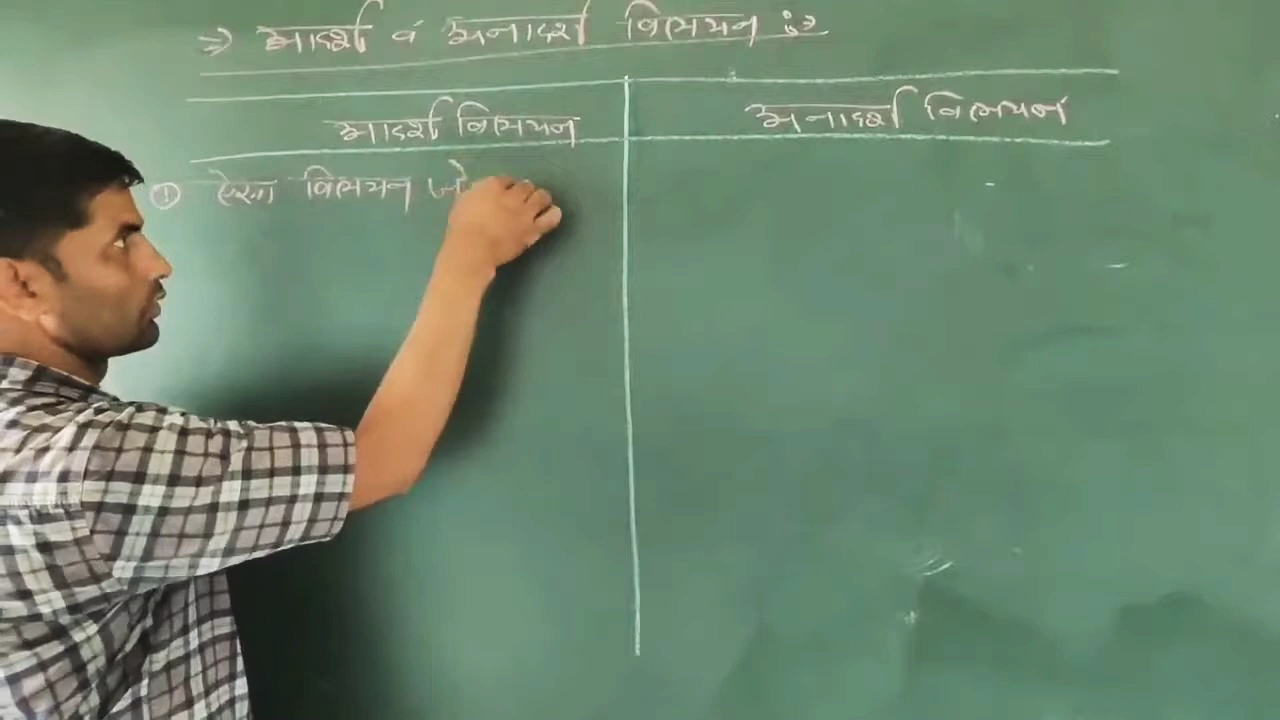 ⇒ आदर्श व अनादर्श विलयन :→
आदर्श विलयन
अनादर्श विलयन
① ऐसा विलयन जो